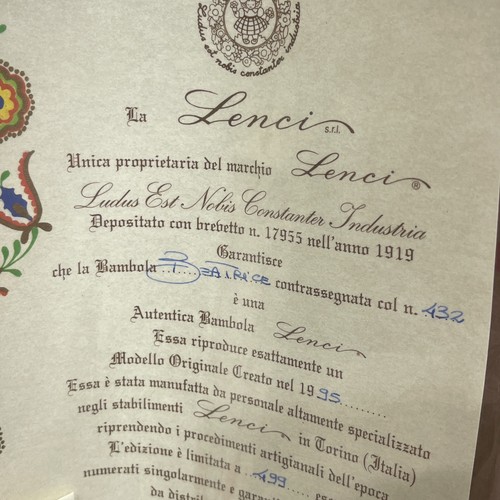 Ludus est nobis constanter industria
La Lenci s.r.l.
Unica proprietaria del marchio Lenci ®
Ludus Est Nobis Constanter Industria
Depositato con brevetto n. 17955 nell'anno 1919
Garantisce
che la Bambola BEATRICE contrassegnata col n. 432
è una
Autentica Bambola Lenci
Essa riproduce esattamente un
Modello Originale Creato nel 1995.........
Essa è stata manufatta da personale altamente specializzato
negli stabilimenti Lenci in Torino (Italia)
riprendendo i procedimenti artigianali dell'epoca
L'edizione è limitata a ..499......
numerati singolarmente e
da